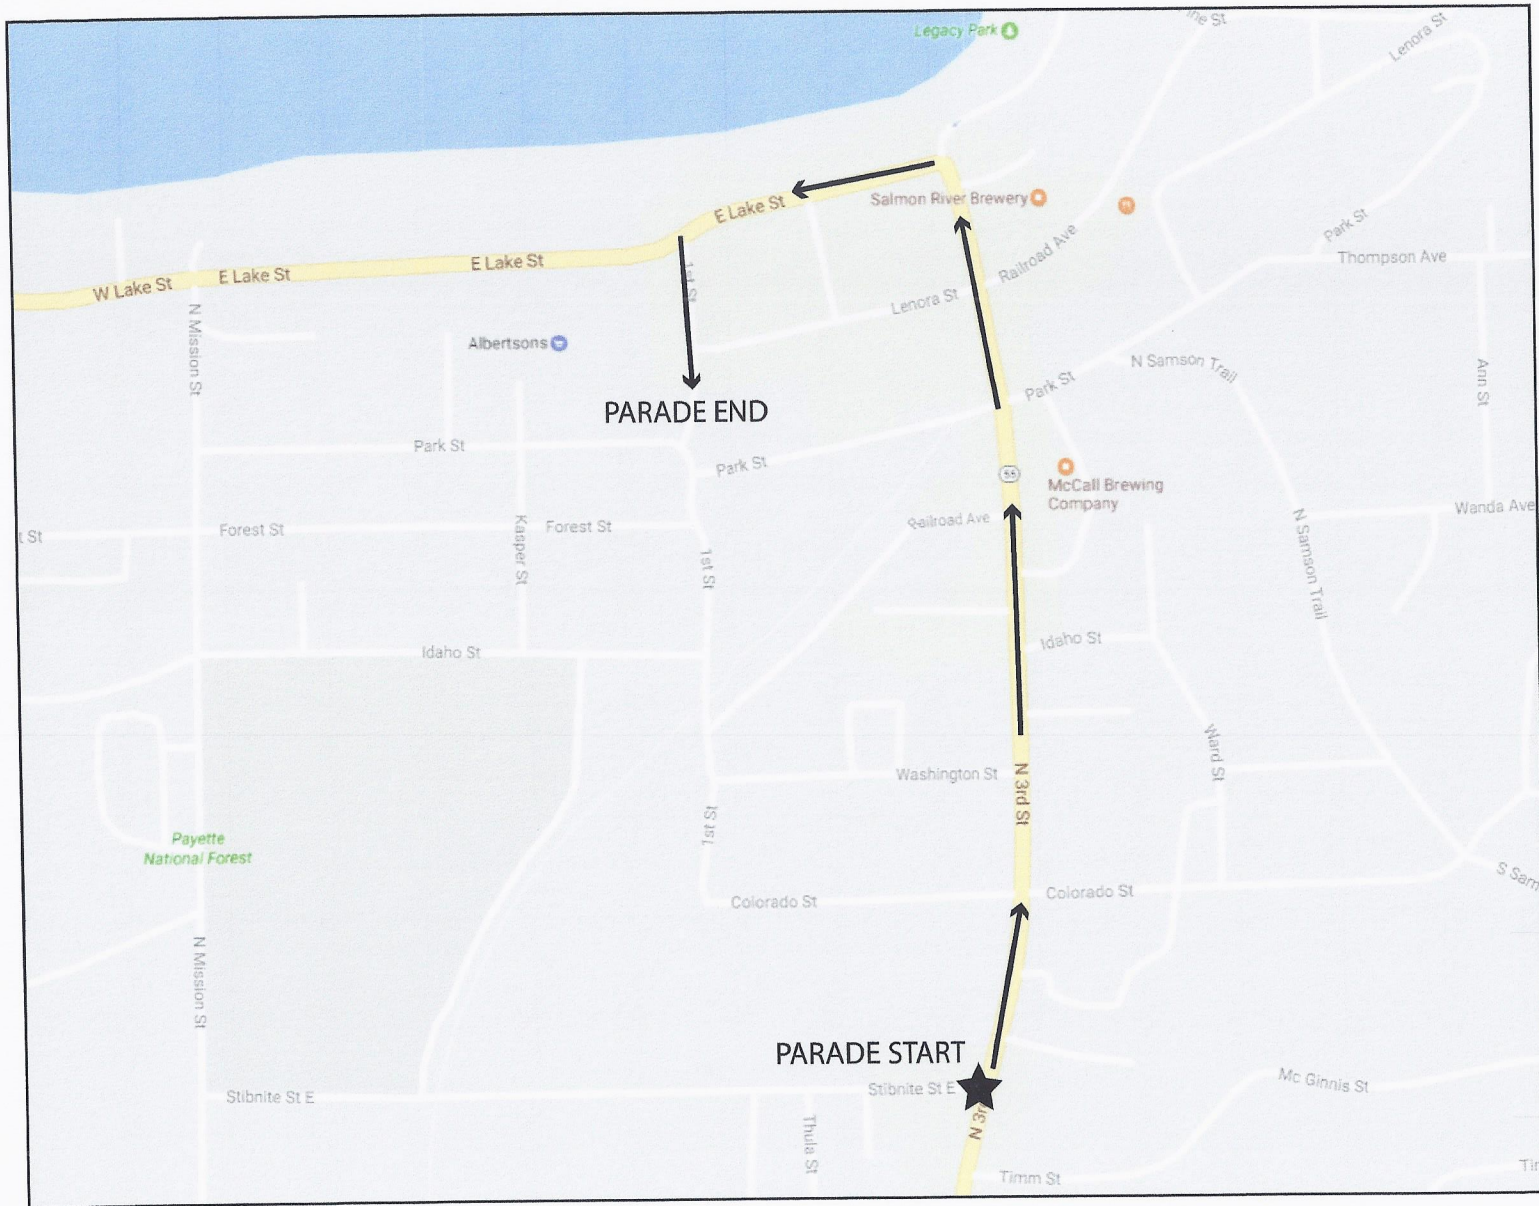 Legacy Park
Lenora St
Salmon River Brewery
E Lake St
Park St
Railroad Ave
Thompson Ave
E Lake St
E Lake St
W Lake St
1st St
Lenora St
N Mission St
Albertsons
N Samson Trail
Ann St
Park St
PARADE END
Park St
Park St
55
McCall Brewing
Company
Wanda Ave
Railroad Ave
t St
Forest St
Forest St
Kasper St
1st St
N Samson Trail
Idaho St
Idaho St
Ward St
Washington St
N 3rd St
1st St
Payette
National Forest
S Sam
Colorado St
Colorado St
N Mission St
PARADE START
Stibnite St E
Stibnite St E
Mc Ginnis St
N 3r
Thula St
Timm St